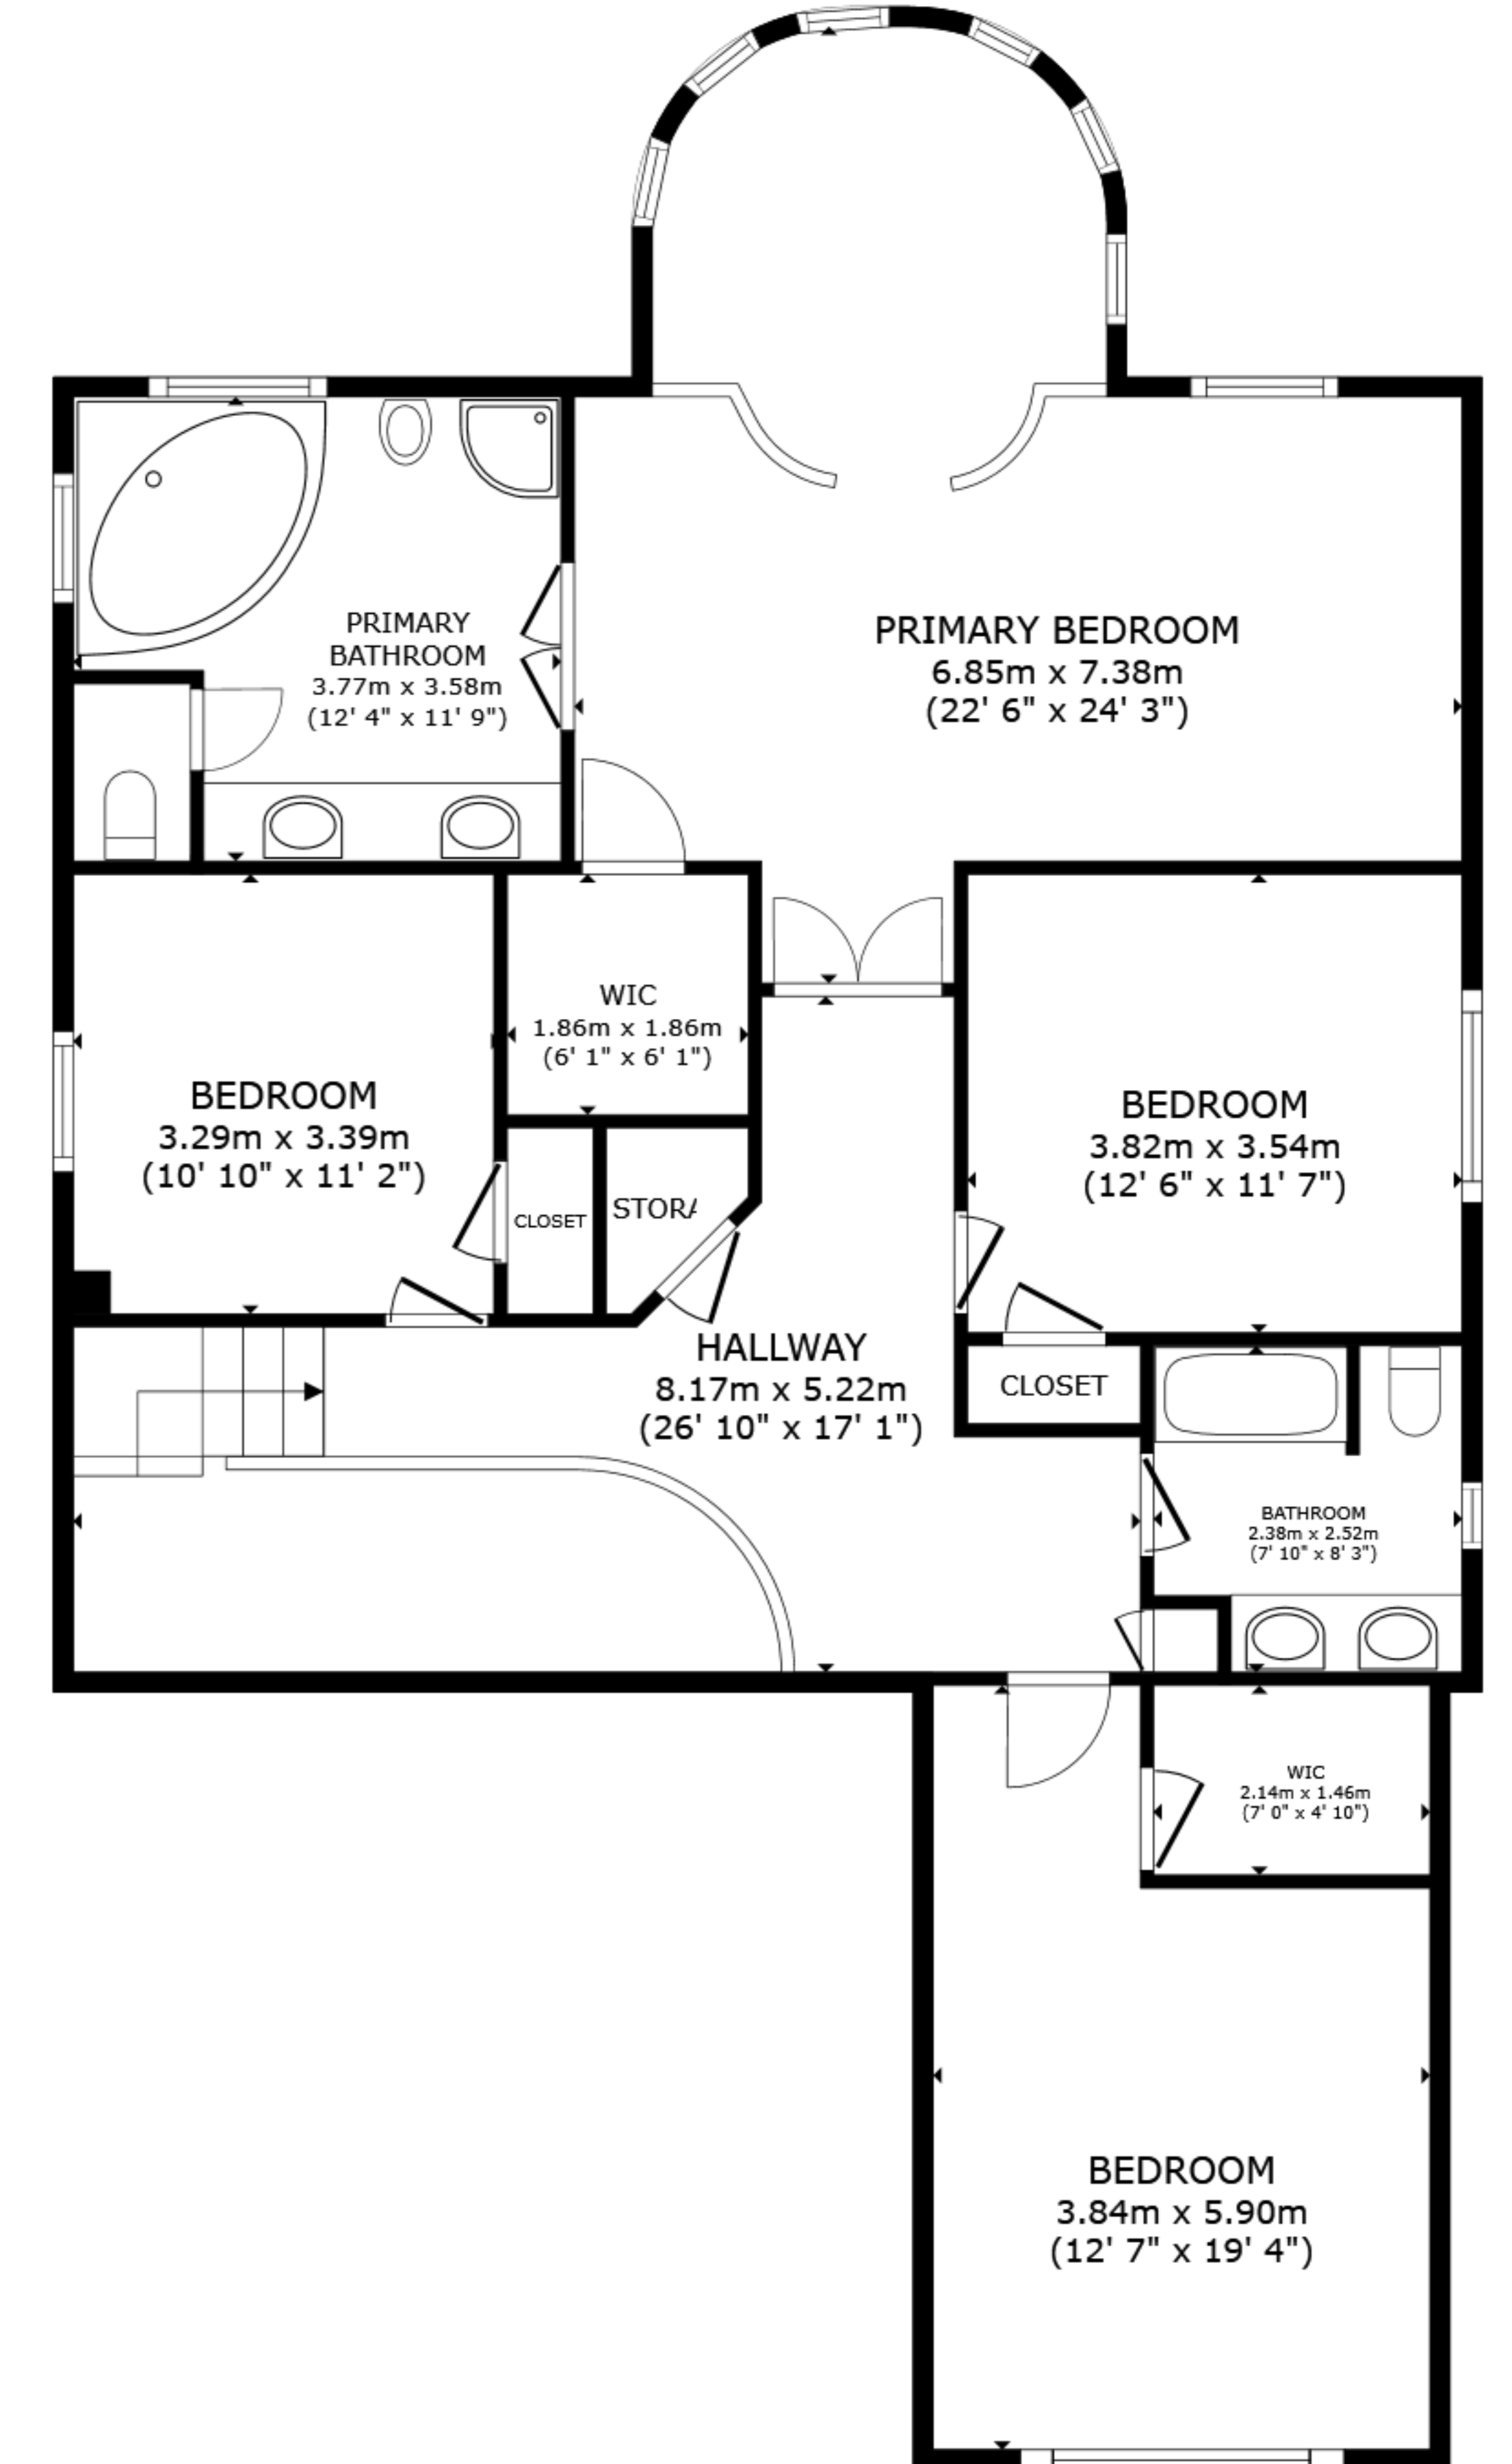 PRIMARY
BATHROOM
3.77m x 3.58m
(12' 4" x 11' 9")
PRIMARY BEDROOM
6.85m x 7.38m
(22' 6" x 24' 3")
WIC
1.86m x 1.86m
(6' 1" x 6' 1")
BEDROOM
3.29m x 3.39m
(10' 10" x 11' 2")
BEDROOM
3.82m x 3.54m
(12' 6" x 11' 7")
CLOSET
STORA
HALLWAY
8.17m x 5.22m
(26' 10" x 17' 1")
CLOSET
BATHROOM
2.38m x 2.52m
(7' 10" x 8' 3")
WIC
2.14m x 1.46m
(7' 0" x 4' 10")
BEDROOM
3.84m x 5.90m
(12' 7" x 19' 4")